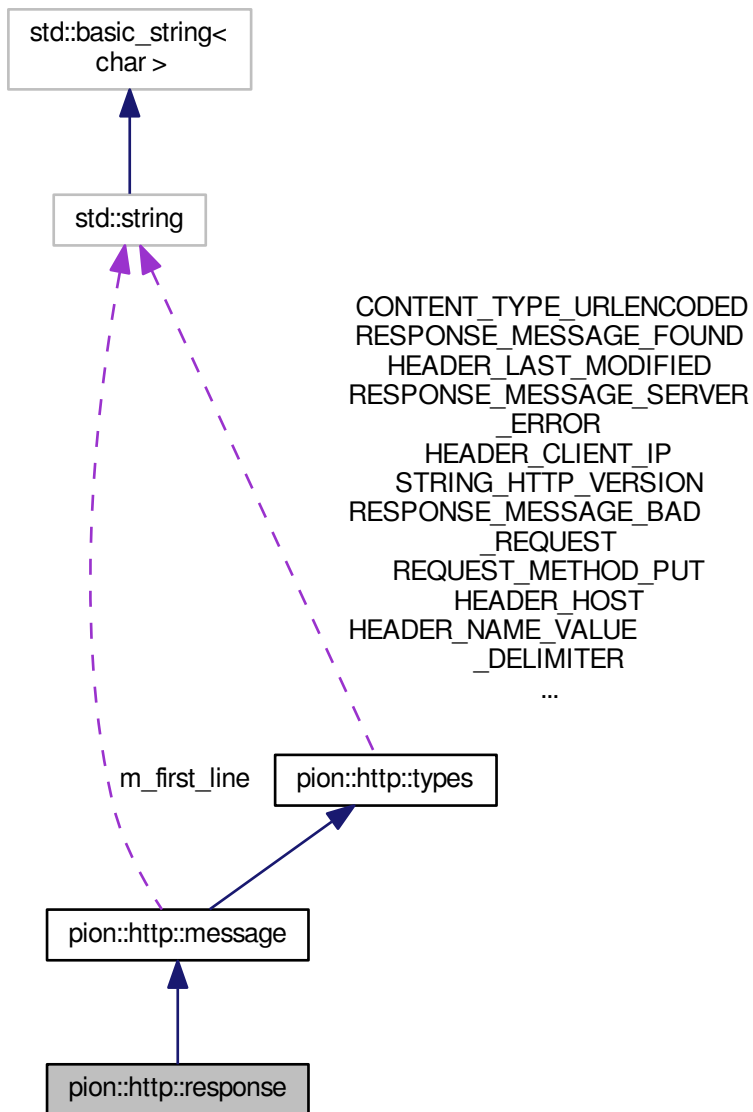 std::basic_string<
char >
std::string
CONTENT_TYPE_URLENCODED
RESPONSE_MESSAGE_FOUND
HEADER_LAST_MODIFIED
RESPONSE_MESSAGE_SERVER
_ERROR
HEADER_CLIENT_IP
STRING_HTTP_VERSION
RESPONSE_MESSAGE_BAD
_REQUEST
REQUEST_METHOD_PUT
HEADER_HOST
HEADER_NAME_VALUE
_DELIMITER
...
m_first_line
pion::http::types
pion::http::message
pion::http::response